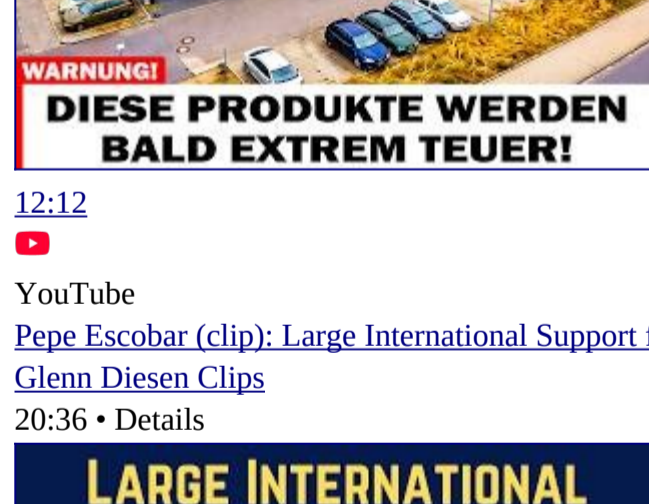 WARNUNG!
DIESE PRODUKTE WERDEN
BALD EXTREM TEUER!
12:12
YouTube
Pepe Escobar (clip): Large International Support
Glenn Diesen Clips
20:36 • Details
LARGE INTERNATIONAL